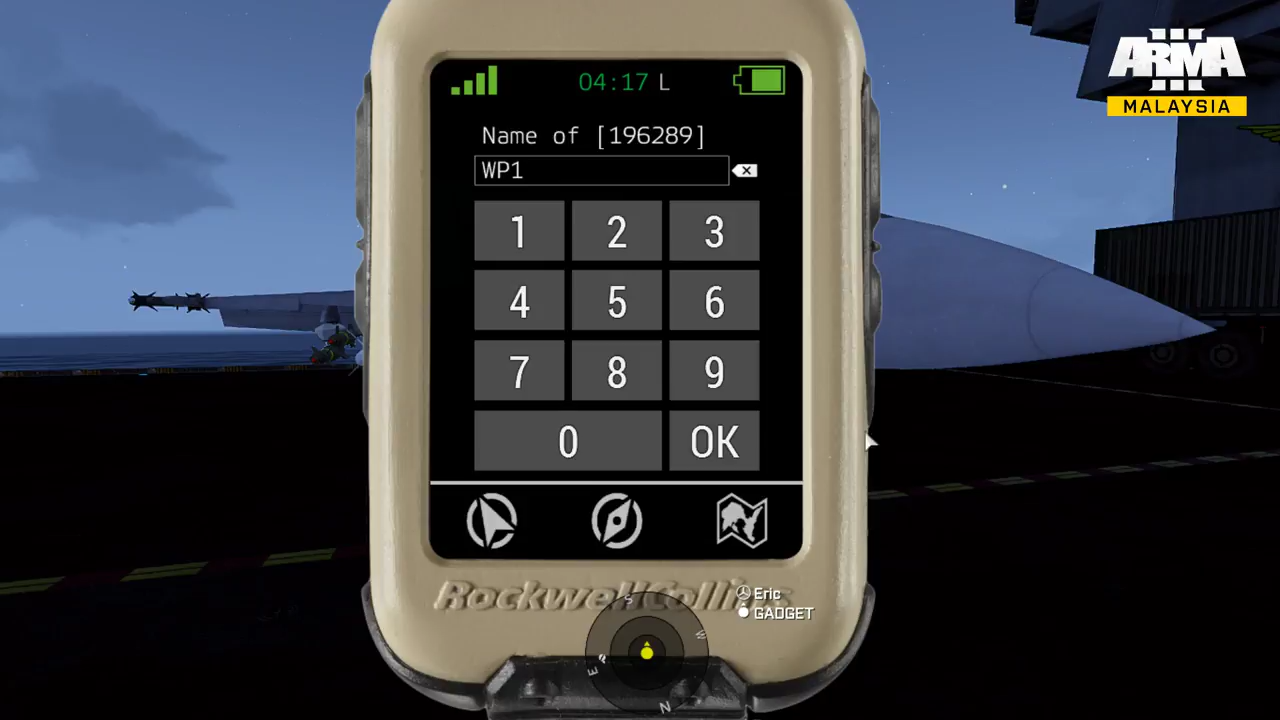 ARMA III
MALAYSIA
04:17 L
Name of [196289]
WP1
1 2 3
4 5 6
7 8 9
0 OK
RockwellCollins
Eric
GADGET
S
W
E
N